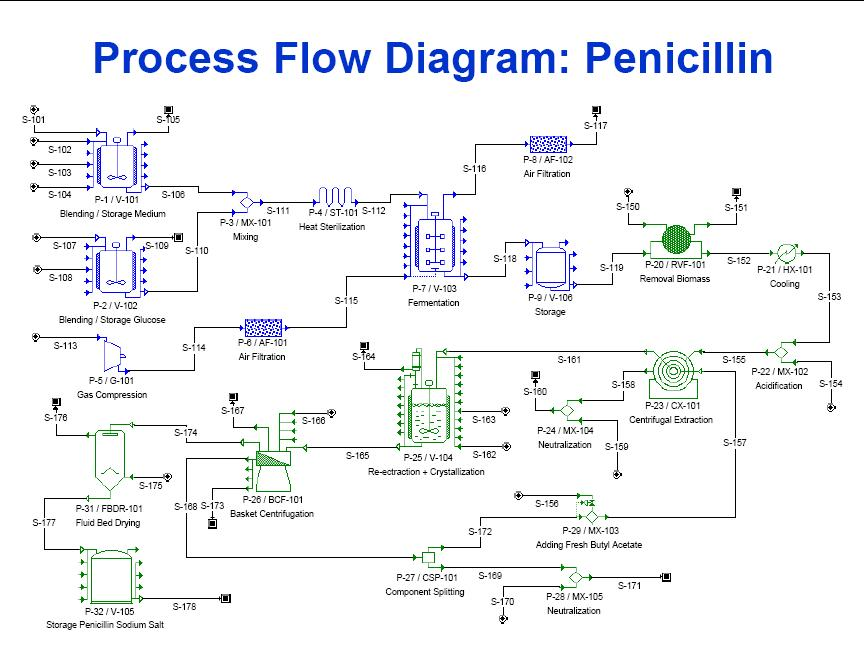 Process Flow Diagram: Penicillin
S-101
S-105
S-102
S-103
S-104
S-106
P-1 / V-101
Blending / Storage Medium
S-107
S-109
S-110
S-108
P-2 / V-102
Blending / Storage Glucose
S-111
P-3 / MX-101
Mixing
P-4 / ST-101
Heat Sterilization
S-112
S-116
S-117
P-8 / AF-102
Air Filtration
P-7 / V-103
Fermentation
S-118
P-9 / V-106
Storage
S-119
S-150
S-151
P-20 / RVF-101
Removal Biomass
S-152
P-21 / HX-101
Cooling
S-153
S-113
P-5 / G-101
Gas Compression
S-114
P-6 / AF-101
Air Filtration
S-115
S-164
S-161
S-155
P-22 / MX-102
Acidification
S-154
S-160
S-158
P-23 / CX-101
Centrifugal Extraction
P-24 / MX-104
Neutralization
S-159
S-157
S-176
S-174
S-167
S-166
S-163
S-162
S-165
P-25 / V-104
Re-ectraction + Crystallization
S-175
P-31 / FBDR-101
Fluid Bed Drying
S-168
S-173
P-26 / BCF-101
Basket Centrifugation
S-177
S-156
S-172
P-29 / MX-103
Adding Fresh Butyl Acetate
P-27 / CSP-101
Component Splitting
S-169
S-170
S-171
P-28 / MX-105
Neutralization
P-32 / V-105
Storage Penicillin Sodium Salt
S-178